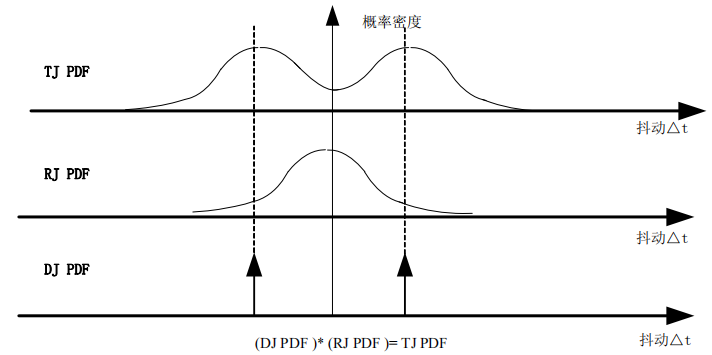 概率密度
TJ PDF
抖动△t
RJ PDF
抖动△t
DJ PDF
抖动△t
(DJ PDF )* (RJ PDF )= TJ PDF